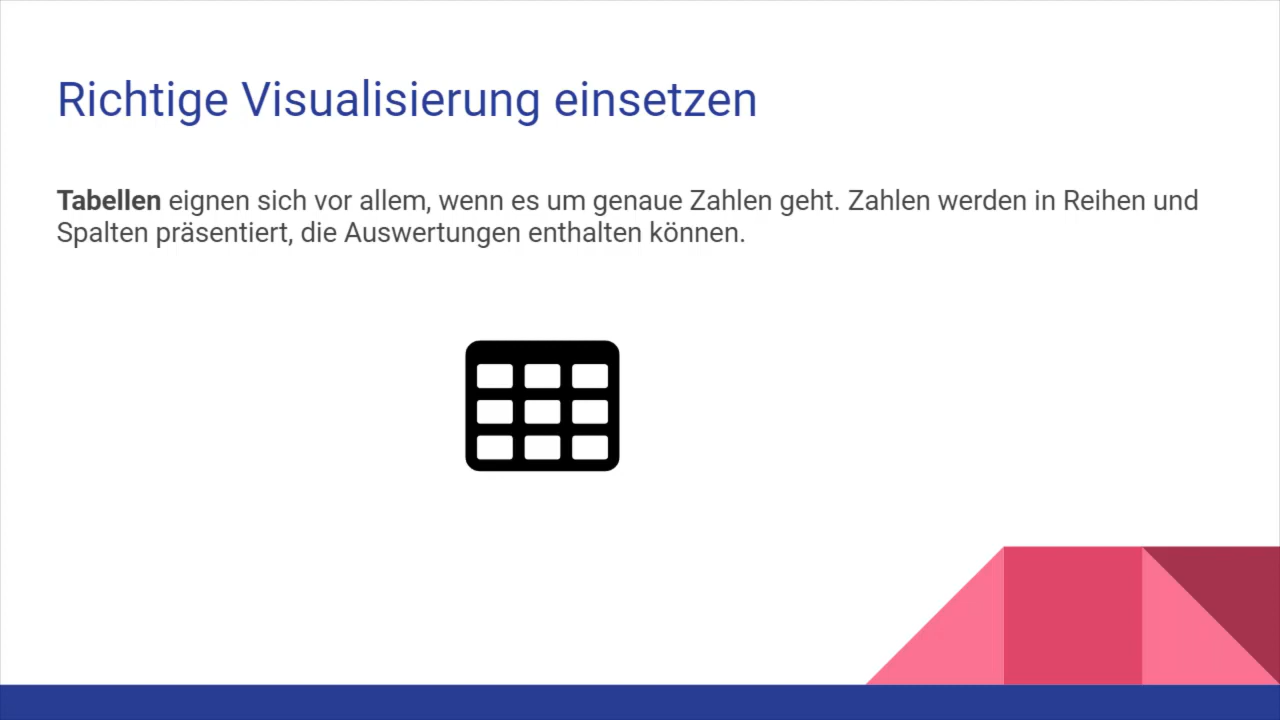 Richtige Visualisierung einsetzen
Tabellen eignen sich vor allem, wenn es um genaue Zahlen geht. Zahlen werden in Reihen und
Spalten präsentiert, die Auswertungen enthalten können.